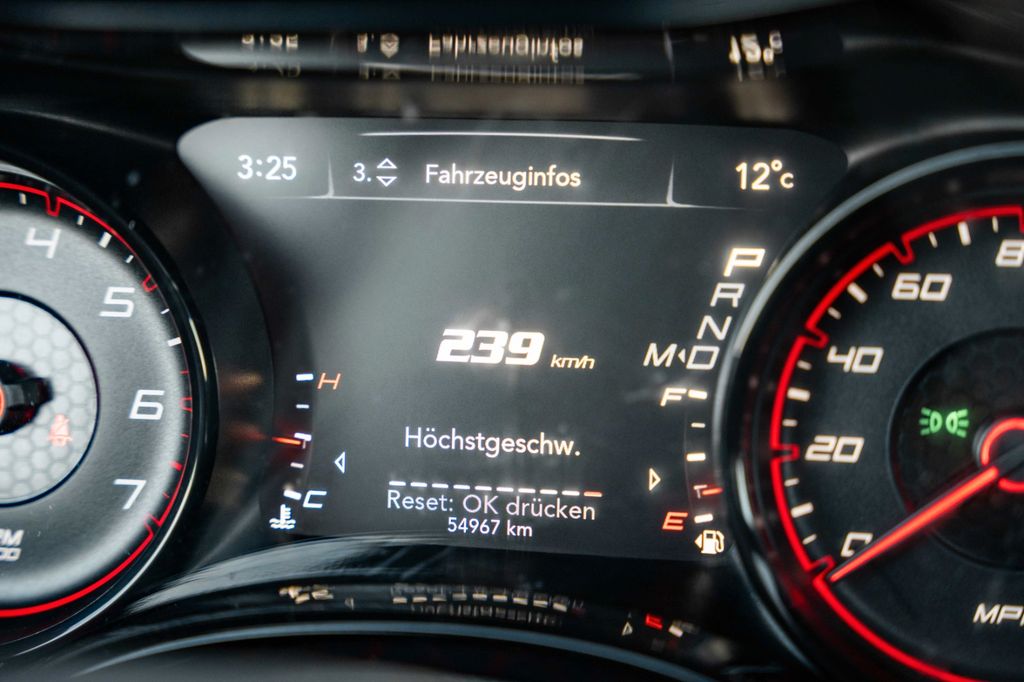 3:25 3. Fahrzeuginfos 12°C
239 km/h
Höchstgeschw.
Reset: OK drücken
54967 km
P
R
N
M D
F
E
H
C
4
5
6
7
0
20
40
60